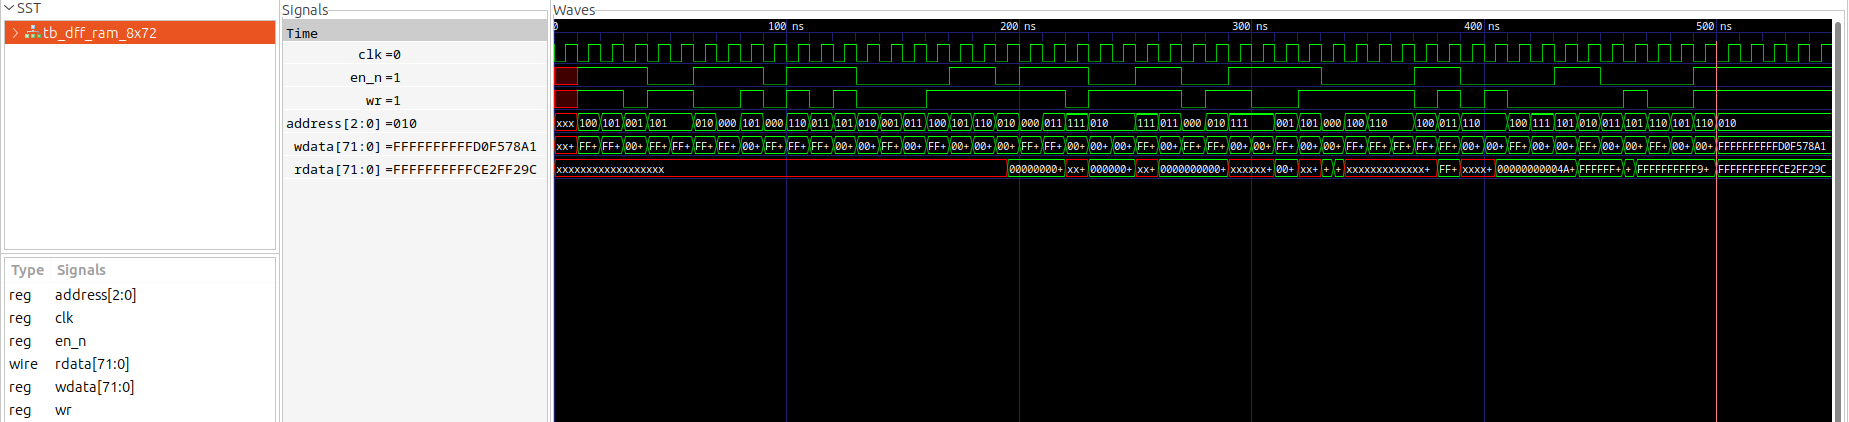 SST
tb_dff_ram_8x72
Type Signals
reg address[2:0]
reg clk
reg en_n
wire rdata[71:0]
reg wdata[71:0]
reg wr
Signals
Time
clk =0
en_n =1
wr =1
address[2:0] =010
wdata[71:0] =FFFFFFFFFFD0F578A1
rdata[71:0] =FFFFFFFFFFCE2FF29C
Waves
0 100 ns 200 ns 300 ns 400 ns 500 ns
xxx 100 101 001 101 010 000 101 000 110 011 101 010 001 011 100 101 110 010 000 011 111 010 111 011 000 010 111 001 101 000 100 110 100 011 110 100 111 101 010 011 101 110 101 110 010
xx+ FF+ FF+ 00+ FF+ FF+ FF+ FF+ 00+ FF+ 00+ FF+ FF+ 00+ 00+ 00+ FF+ 00+ 00+ 00+ FF+ FF+ 00+ FF+ 00+ 00+ FF+ FF+ FF+ 00+ FF+ 00+ 00+ FF+ FF+ FF+ 00+ FF+ 00+ 00+ 00+ FF+ FF+ 00+ 00+ 00+ FF+ FF+ 00+ 00+ FFFFFFFFFFD0F578A1
xxxxxxxxxxxxxxxxxx 00000000+ xx+ 000000+ xx+ 0000000000+ xxxxxx+ 00+ xx+ + + xxxxxxxxxxxxx+ FF+ xxxx+ 00000000004A+ FFFFFF+ + FFFFFFFFFF9+ FFFFFFFFFFCE2FF29C